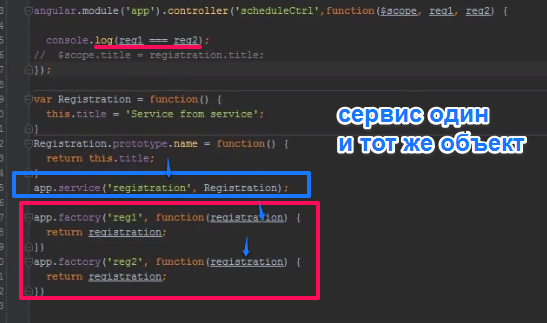 angular.module('app').controller('scheduleCtrl',function($scope, reg1, reg2) {
console.log(reg1 === reg2);
// $scope.title = registration.title;
});
var Registration = function() {
this.title = 'Service from service';
}
сервис один
и тот же объект
Registration.prototype.name = function() {
return this.title;
}
app.service('registration', Registration);
app.factory('reg1', function(registration) {
return registration;
})
app.factory('reg2', function(registration) {
return registration;
})